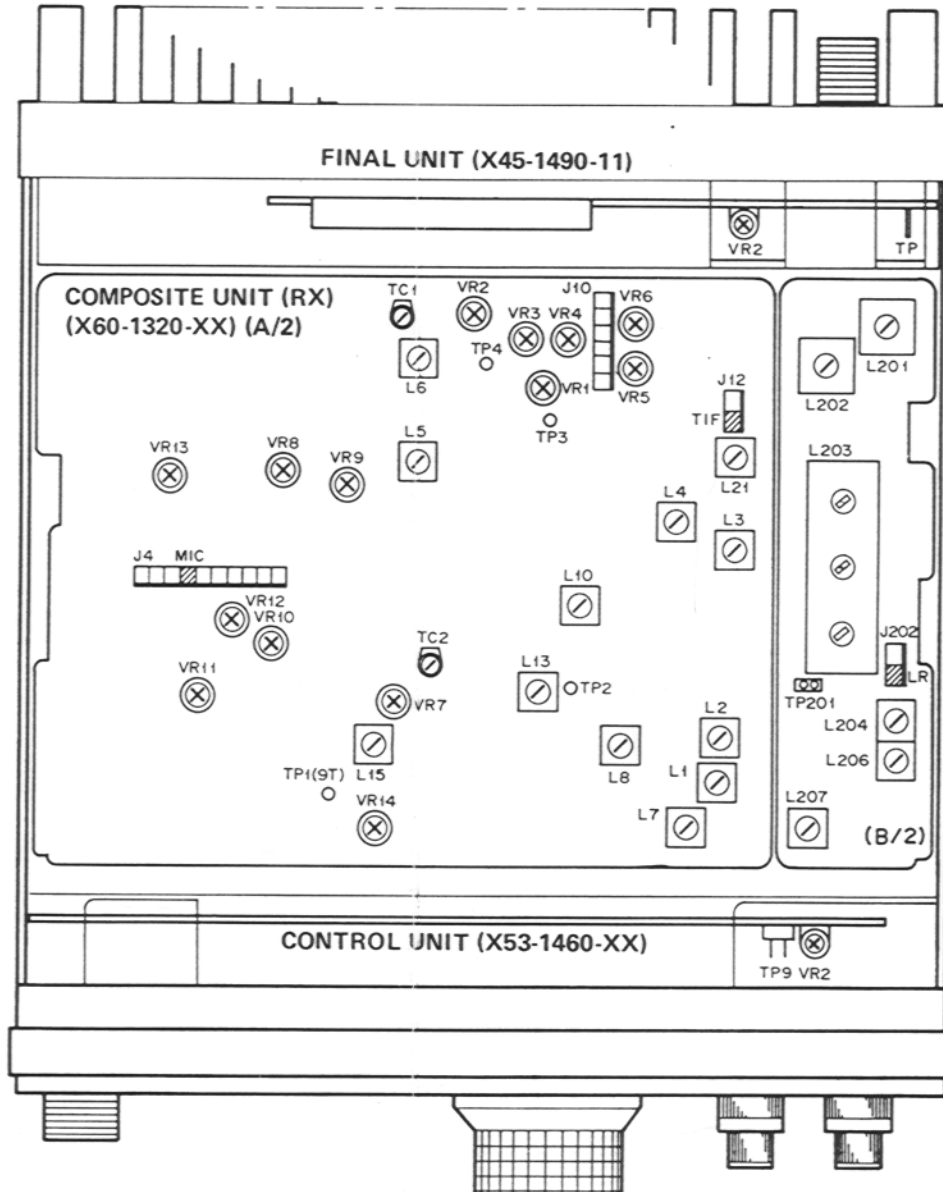 FINAL UNIT (X45-1490-11)
VR2
TP
COMPOSITE UNIT (RX)
(X60-1320-XX) (A/2)
TC1
VR2
J10
VR3
VR4
VR6
TP4
L6
VR1
VR5
J12
TIF
TP3
L201
L202
VR13
VR8
VR9
L5
L21
L203
L4
L3
J4 MIC
L10
VR12
VR10
TC2
J202
LR
VR11
VR7
L13
TP2
TP201
L2
L204
L15
L8
L1
L206
TP1(9T)
VR14
L7
L207
(B/2)
CONTROL UNIT (X53-1460-XX)
TP9 VR2